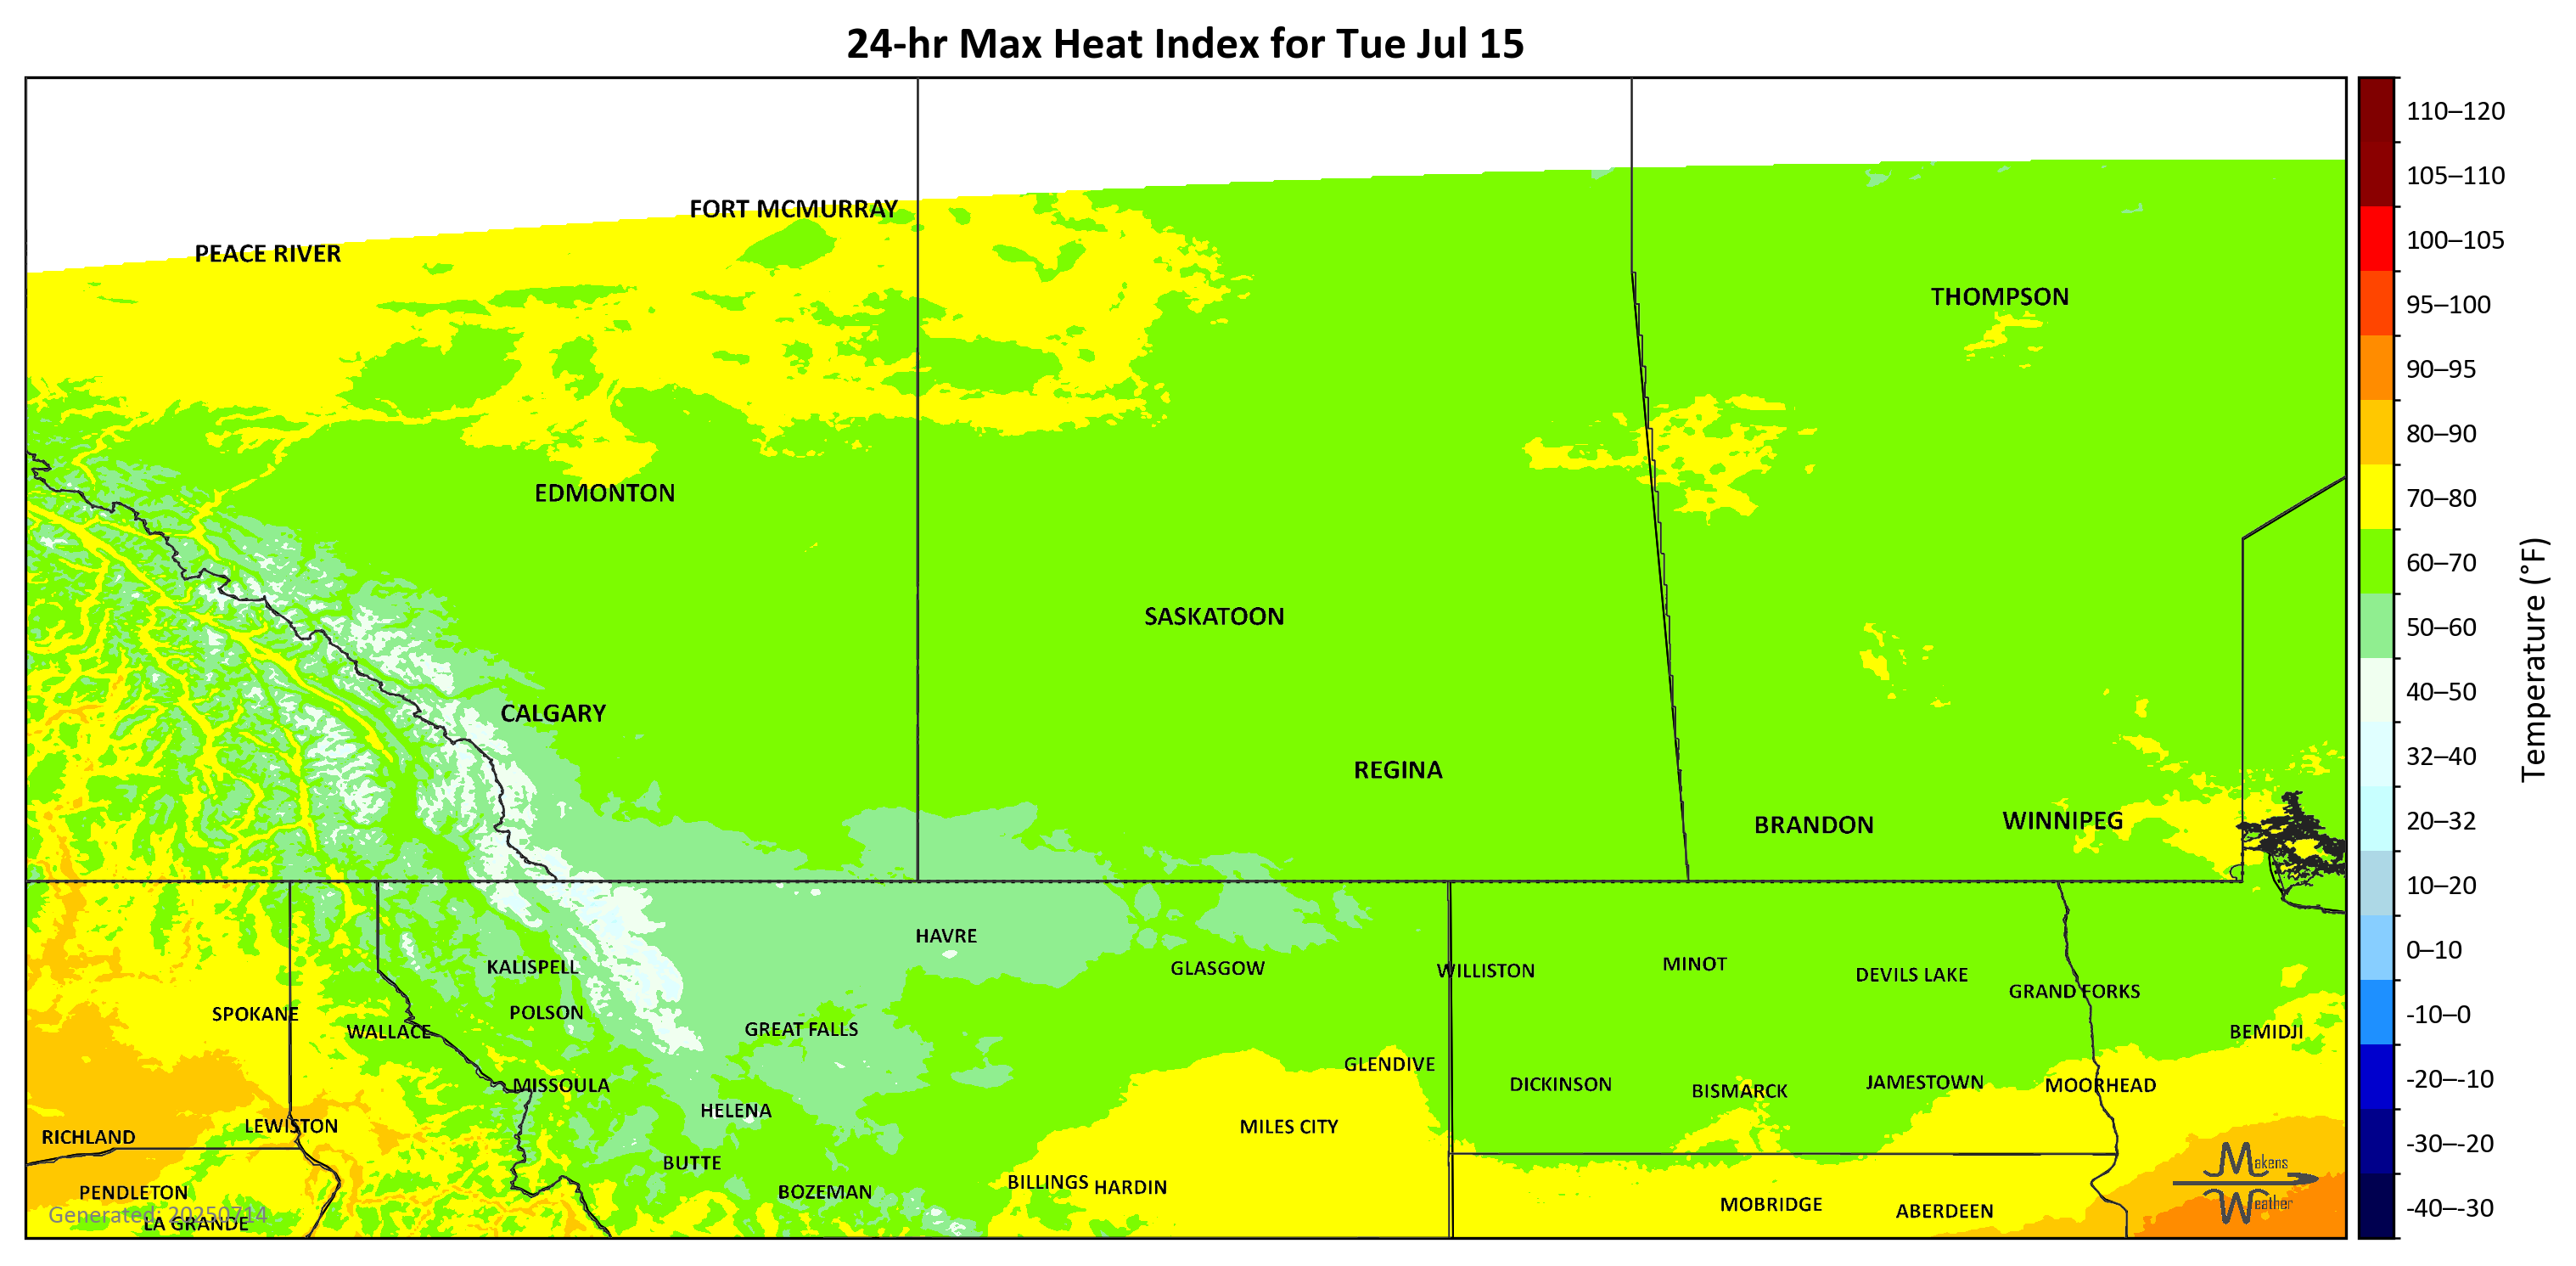 24-hr Max Heat Index for Tue Jul 15
FORT MCMURRAY
PEACE RIVER
THOMPSON
EDMONTON
SASKATOON
CALGARY
REGINA
BRANDON
WINNIPEG
HAVRE
KALISPELL
GLASGOW
WILLISTON
MINOT
DEVILS LAKE
GRAND FORKS
SPOKANE
POLSON
WALLACE
GREAT FALLS
BEMIDJI
GLENDIVE
MISSOULA
DICKINSON
BISMARCK
JAMESTOWN
MOORHEAD
HELENA
LEWISTON
MILES CITY
RICHLAND
BUTTE
PENDLETON
BOZEMAN
BILLINGS
HARDIN
MOBRIDGE
ABERDEEN
Generated: 20250714
LA GRANDE
Makens
Weather
110–120
105–110
100–105
95–100
90–95
80–90
70–80
60–70
50–60
40–50
32–40
20–32
10–20
0–10
-10–0
-20–-10
-30–-20
-40–-30
Temperature (°F)